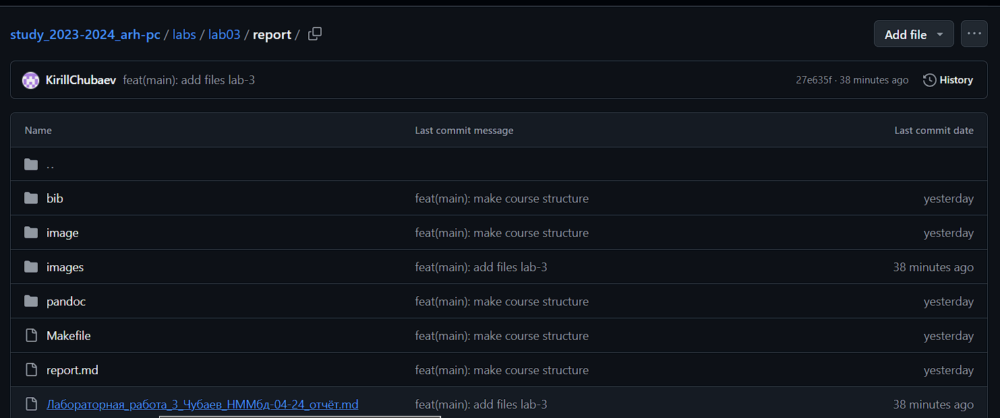 study_2023-2024_arh-pc / labs / lab03 / report /
Add file
KirillChubaev feat(main): add files lab-3
27e635f · 38 minutes ago
History
Name Last commit message Last commit date
..
bib feat(main): make course structure yesterday
image feat(main): make course structure yesterday
images feat(main): add files lab-3 38 minutes ago
pandoc feat(main): make course structure yesterday
Makefile feat(main): make course structure yesterday
report.md feat(main): make course structure yesterday
Лабораторная_работа_3_Чубаев_НММбд-04-24_отчёт.md feat(main): add files lab-3 38 minutes ago